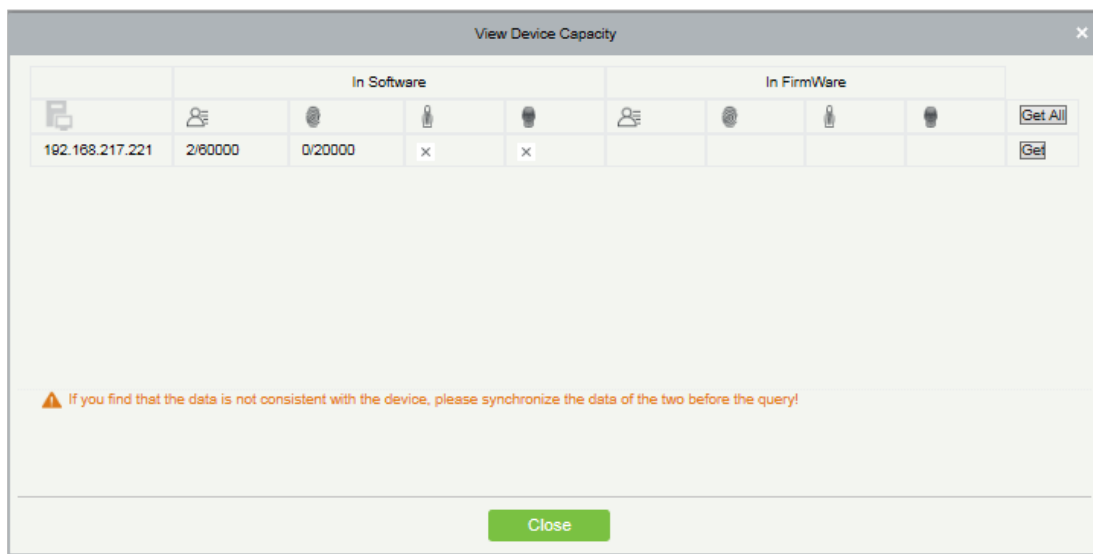 View Device Capacity
In Software In FirmWare
Get All
192.168.217.221 2/60000 0/20000 Get
If you find that the data is not consistent with the device, please synchronize the data of the two before the query!
Close